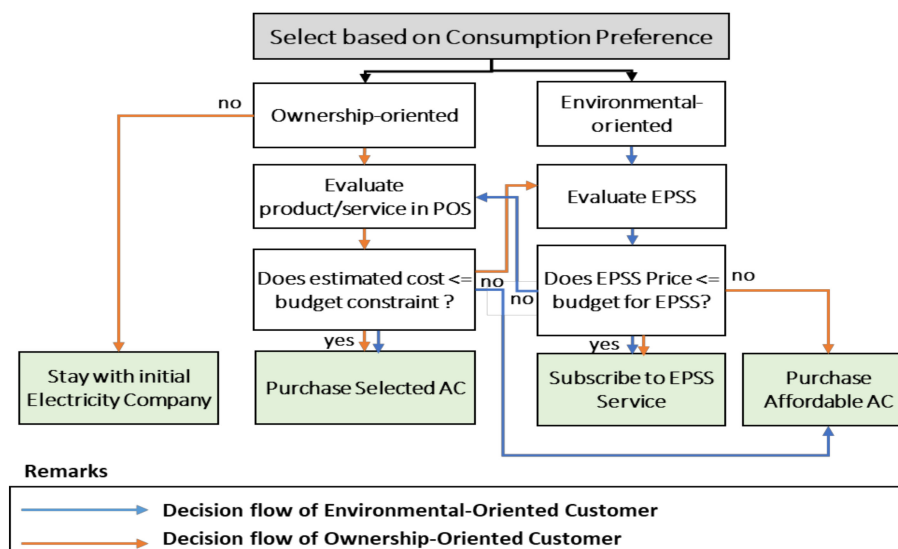 Select based on Consumption Preference
no
Ownership-oriented
Environmental-
oriented
Evaluate
product/service in POS
Evaluate EPSS
Does estimated cost <=
budget constraint ?
no
no
Does EPSS Price <=
budget for EPSS?
no
yes
yes
Stay with initial
Electricity Company
Purchase Selected AC
Subscribe to EPSS
Service
Purchase
Affordable AC
Remarks
Decision flow of Environmental-Oriented Customer
Decision flow of Ownership-Oriented Customer